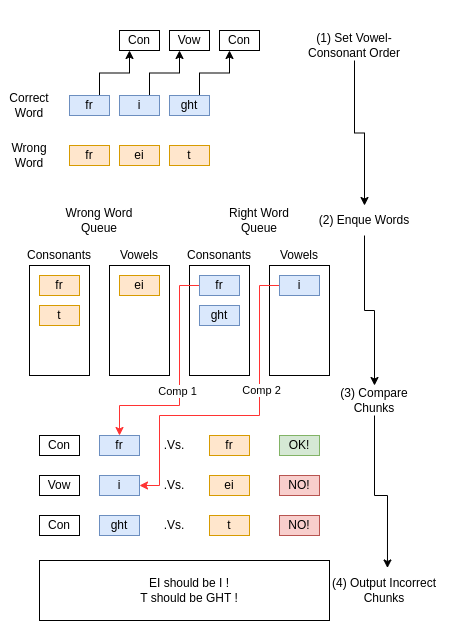 Con Vow Con
(1) Set Vowel-
Consonant Order
Correct
Word
fr i ght
Wrong
Word
fr ei t
(2) Enque Words
Wrong Word
Queue
Right Word
Queue
Consonants Vowels Consonants Vowels
fr ei fr i
t ght
Comp 1 Comp 2
(3) Compare
Chunks
Con fr .Vs. fr OK!
Vow i .Vs. ei NO!
Con ght .Vs. t NO!
EI should be I !
T should be GHT !
(4) Output Incorrect
Chunks